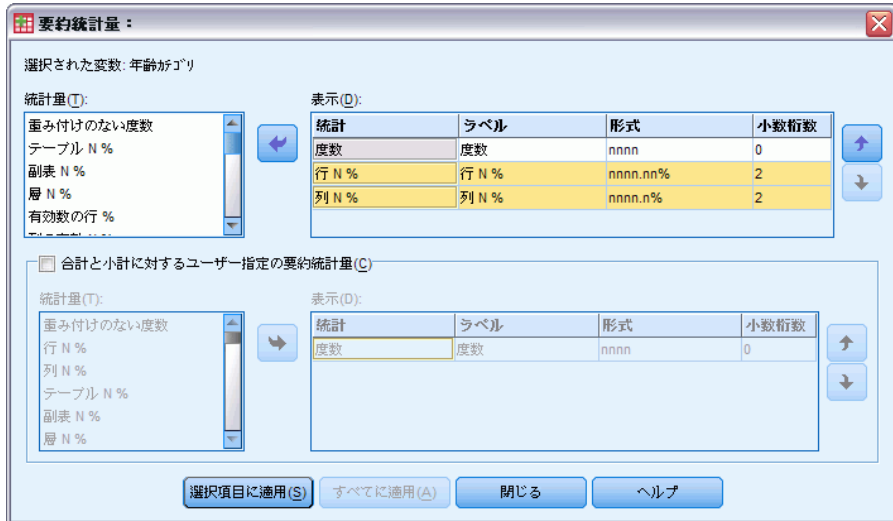 要約統計量：
選択された変数: 年齢ｶﾃｺﾞﾘ
統計量(T):
重み付けのない度数
テーブル N %
副表 N %
層 N %
有効数の行 %
表示(D):
統計 ラベル 形式 小数桁数
度数 度数 nnnn 0
行 N % 行 N % nnnn.nn% 2
列 N % 列 N % nnnn.n% 2
合計と小計に対するユーザー指定の要約統計量(C)
統計量(T):
重み付けのない度数
行 N %
列 N %
テーブル N %
副表 N %
層 N %
表示(D):
統計 ラベル 形式 小数桁数
度数 度数 nnnn 0
選択項目に適用(S) すべてに適用(A) 閉じる ヘルプ